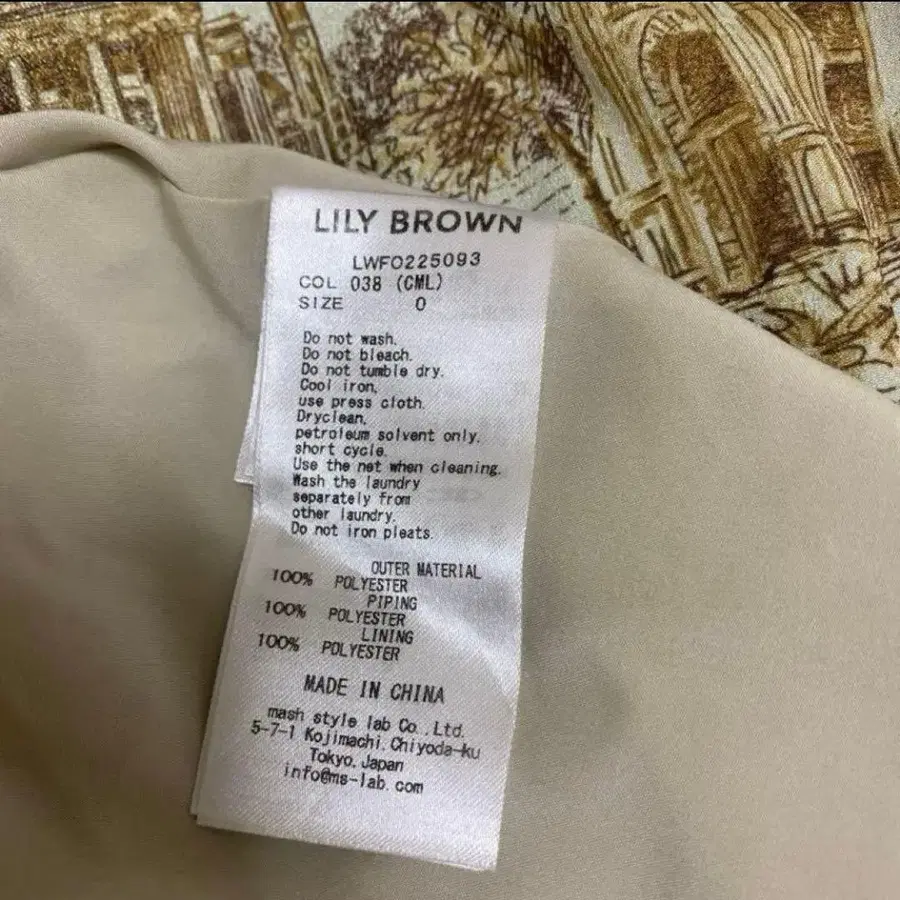 LILY BROWN
LWFO225093
COL 038 (CML)
SIZE 0
Do not wash.
Do not bleach.
Do not tumble dry.
Cool iron,
use press cloth.
Dryclean,
petroleum solvent only,
short cycle.
Use the net when cleaning.
Wash the laundry
separately from
other laundry.
Do not iron pleats.
OUTER MATERIAL
100% POLYESTER
PIPING
100% POLYESTER
LINING
100% POLYESTER
MADE IN CHINA
mash style lab Co.,Ltd.
5-7-1 Kojimachi,Chiyoda-ku
Tokyo,Japan
info@ms-lab.com